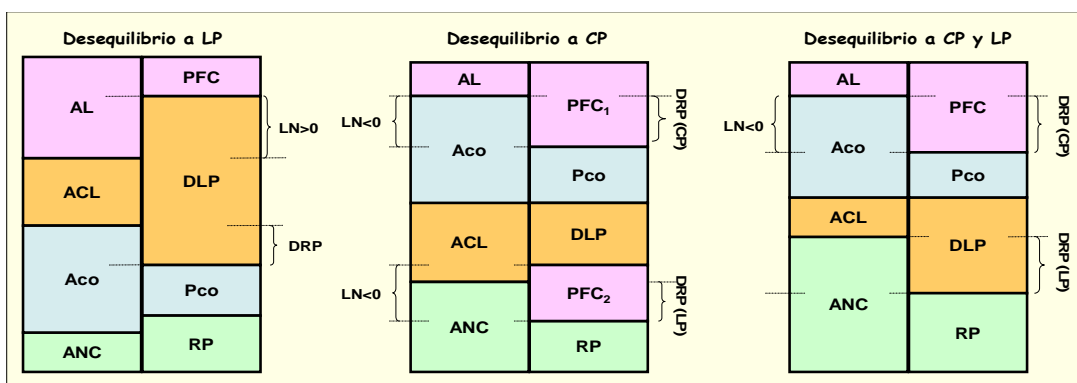 Desequilibrio a LP
PFC
AL
LN>0
DLP
ACL
DRP
Aco
Pco
RP
ANC
Desequilibrio a CP
AL
PFC1
DRP (CP)
LN<0
Aco
Pco
ACL
DLP
LN<0
PFC2
DRP (LP)
ANC
RP
Desequilibrio a CP y LP
AL
PFC
DRP (CP)
LN<0
Aco
Pco
ACL
DLP
DRP (LP)
ANC
RP